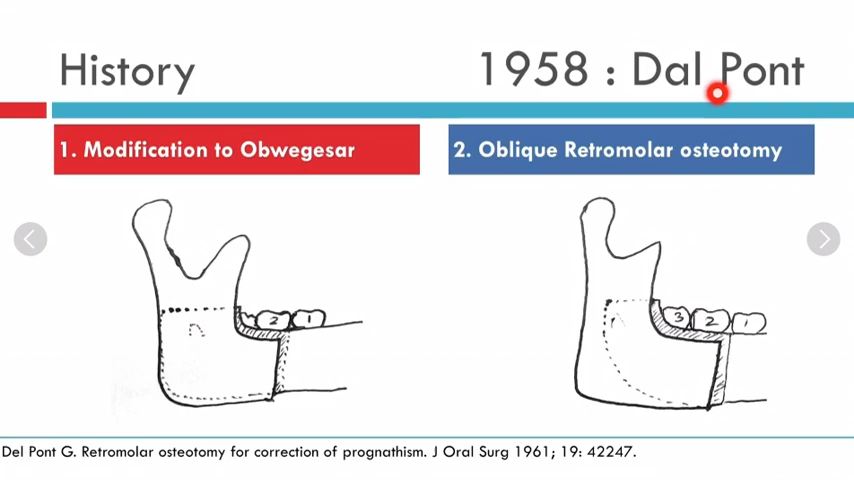 History
1958 : Dal Pont
1. Modification to Obwegesar
2. Oblique Retromolar osteotomy
2 1
3 2 1
Del Pont G. Retromolar osteotomy for correction of prognathism. J Oral Surg 1961; 19: 42247.